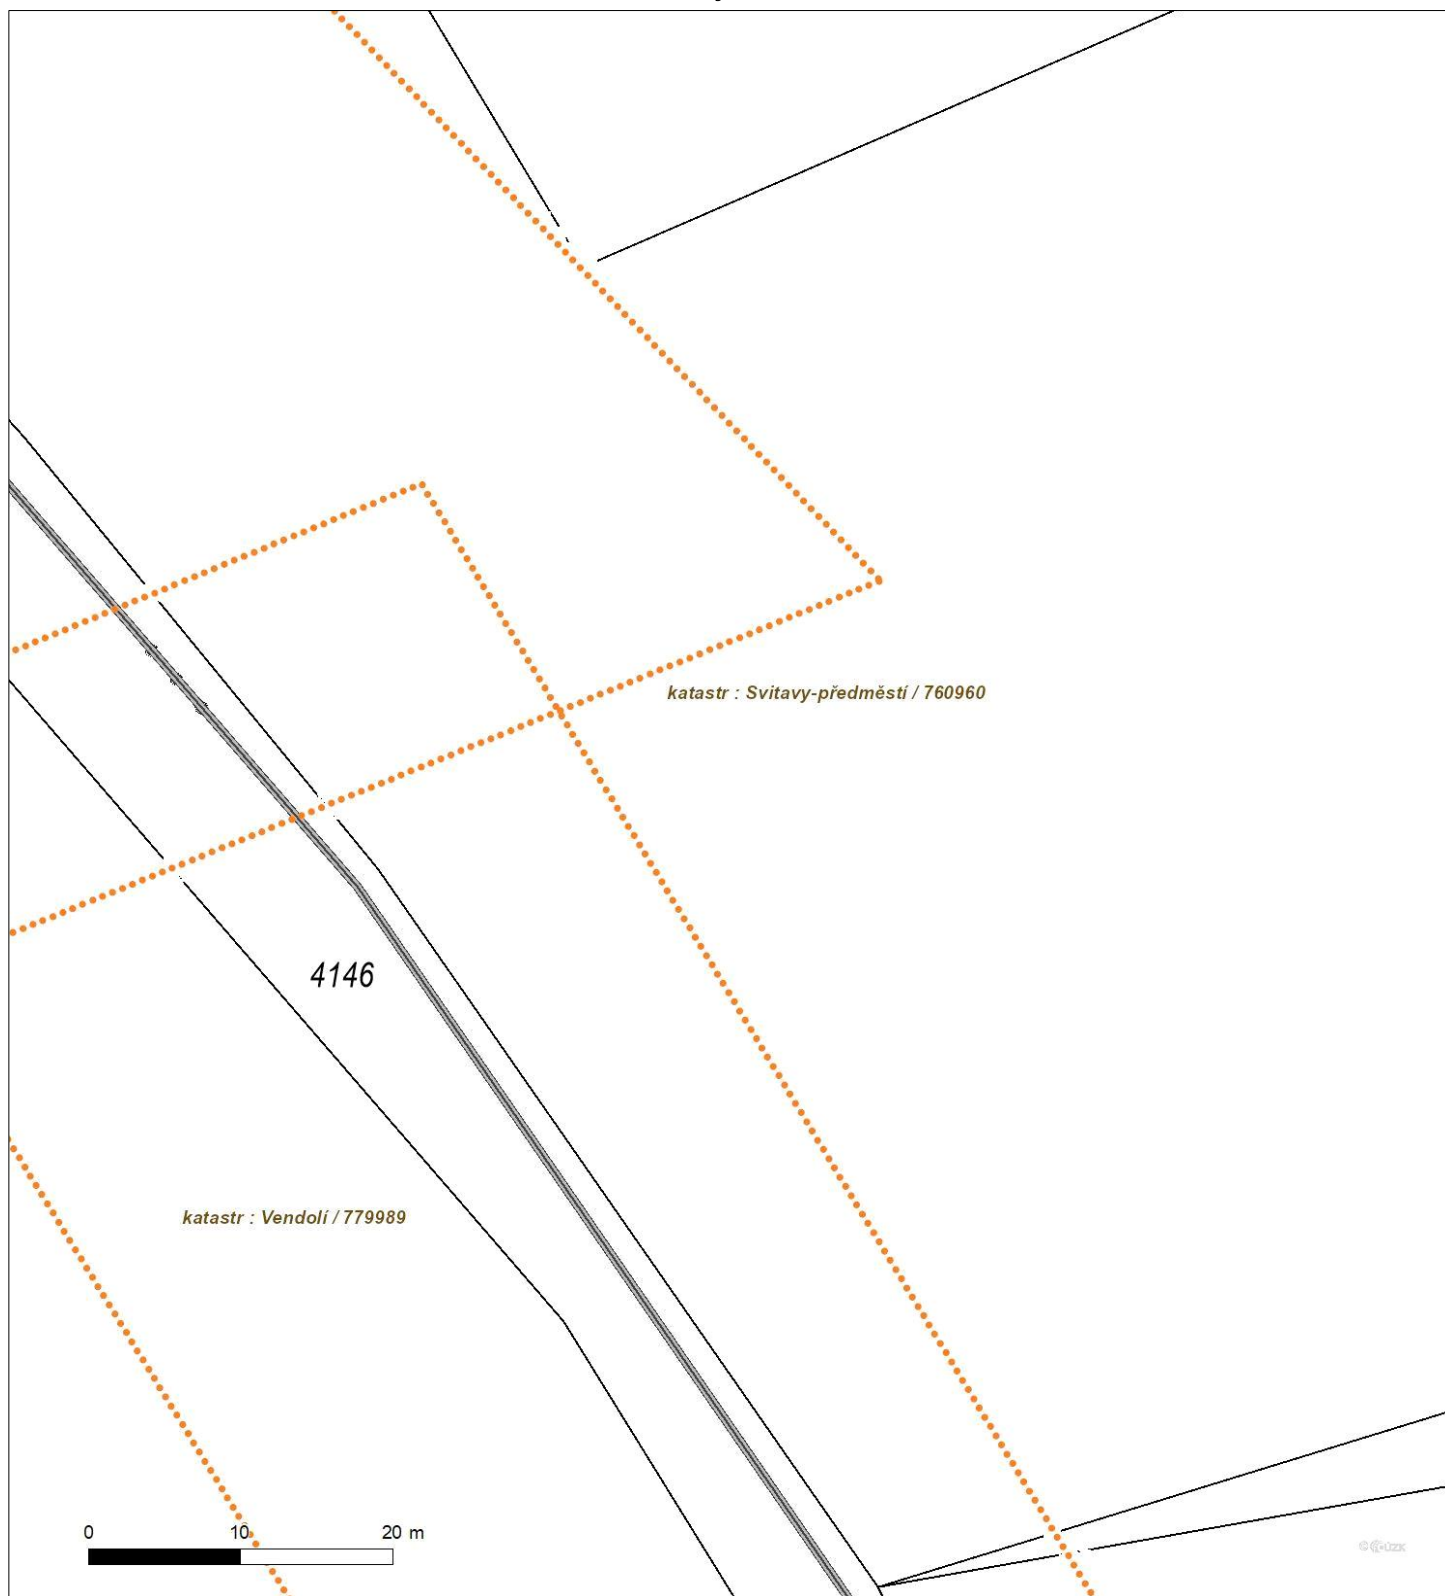 katastr : Svitavy-předměstí / 760960
4146
katastr : Vendolí / 779989
0 10 20 m